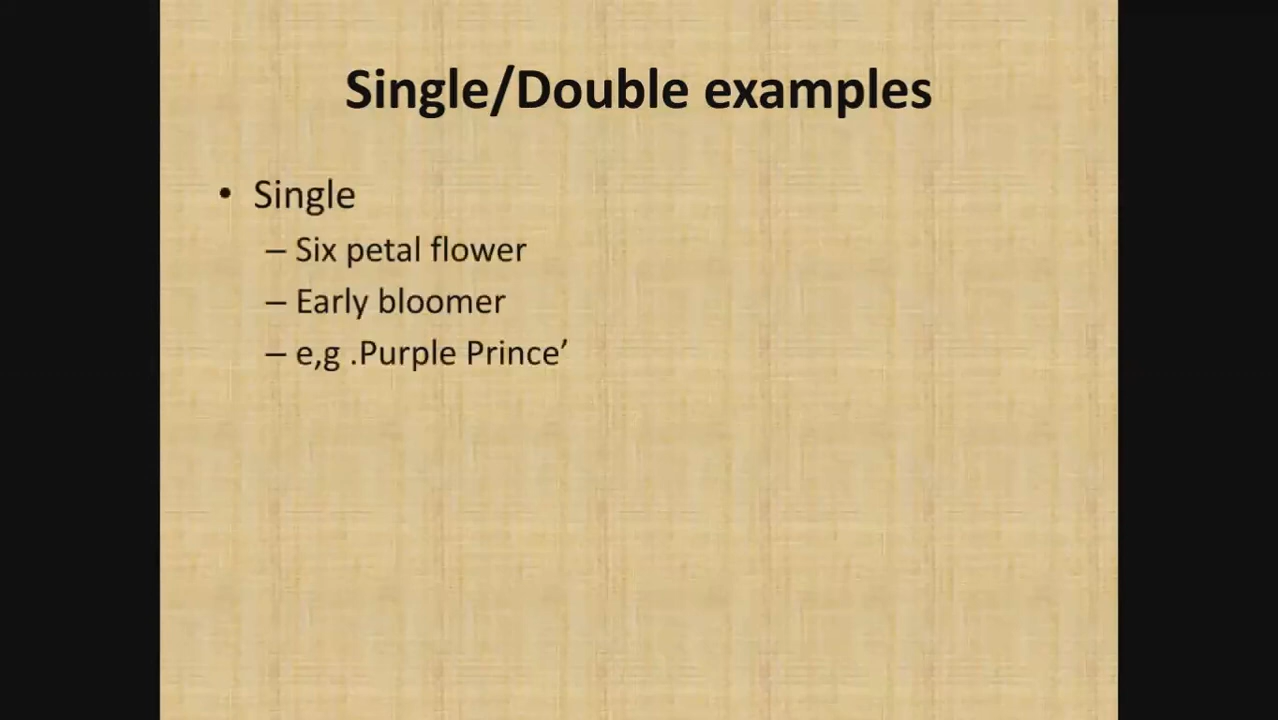 Single/Double examples
• Single
– Six petal flower
– Early bloomer
– e,g .Purple Prince’